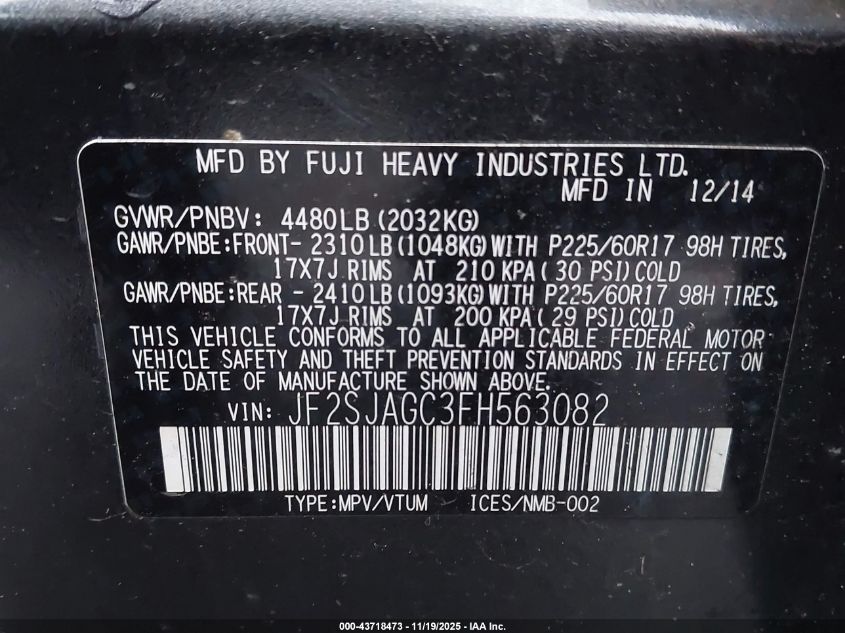 MFD BY FUJI HEAVY INDUSTRIES LTD.
MFD IN 12/14
GVWR/PNBV: 4480LB (2032KG)
GAWR/PNBE:FRONT- 2310LB (1048KG) WITH P225/60R17 98H TIRES,
17X7J RIMS AT 210 KPA ( 30 PSI) COLD
GAWR/PNBE:REAR - 2410LB (1093KG) WITH P225/60R17 98H TIRES,
17X7J RIMS AT 200 KPA ( 29 PSI) COLD
THIS VEHICLE CONFORMS TO ALL APPLICABLE FEDERAL MOTOR
VEHICLE SAFETY AND THEFT PREVENTION STANDARDS IN EFFECT ON
THE DATE OF MANUFACTURE SHOWN ABOVE.
VIN: JF2SJAGC3FH563082
TYPE:MPV/VTUM ICES/NMB-002
000-43718473 - 11/19/2025 - IAA Inc.